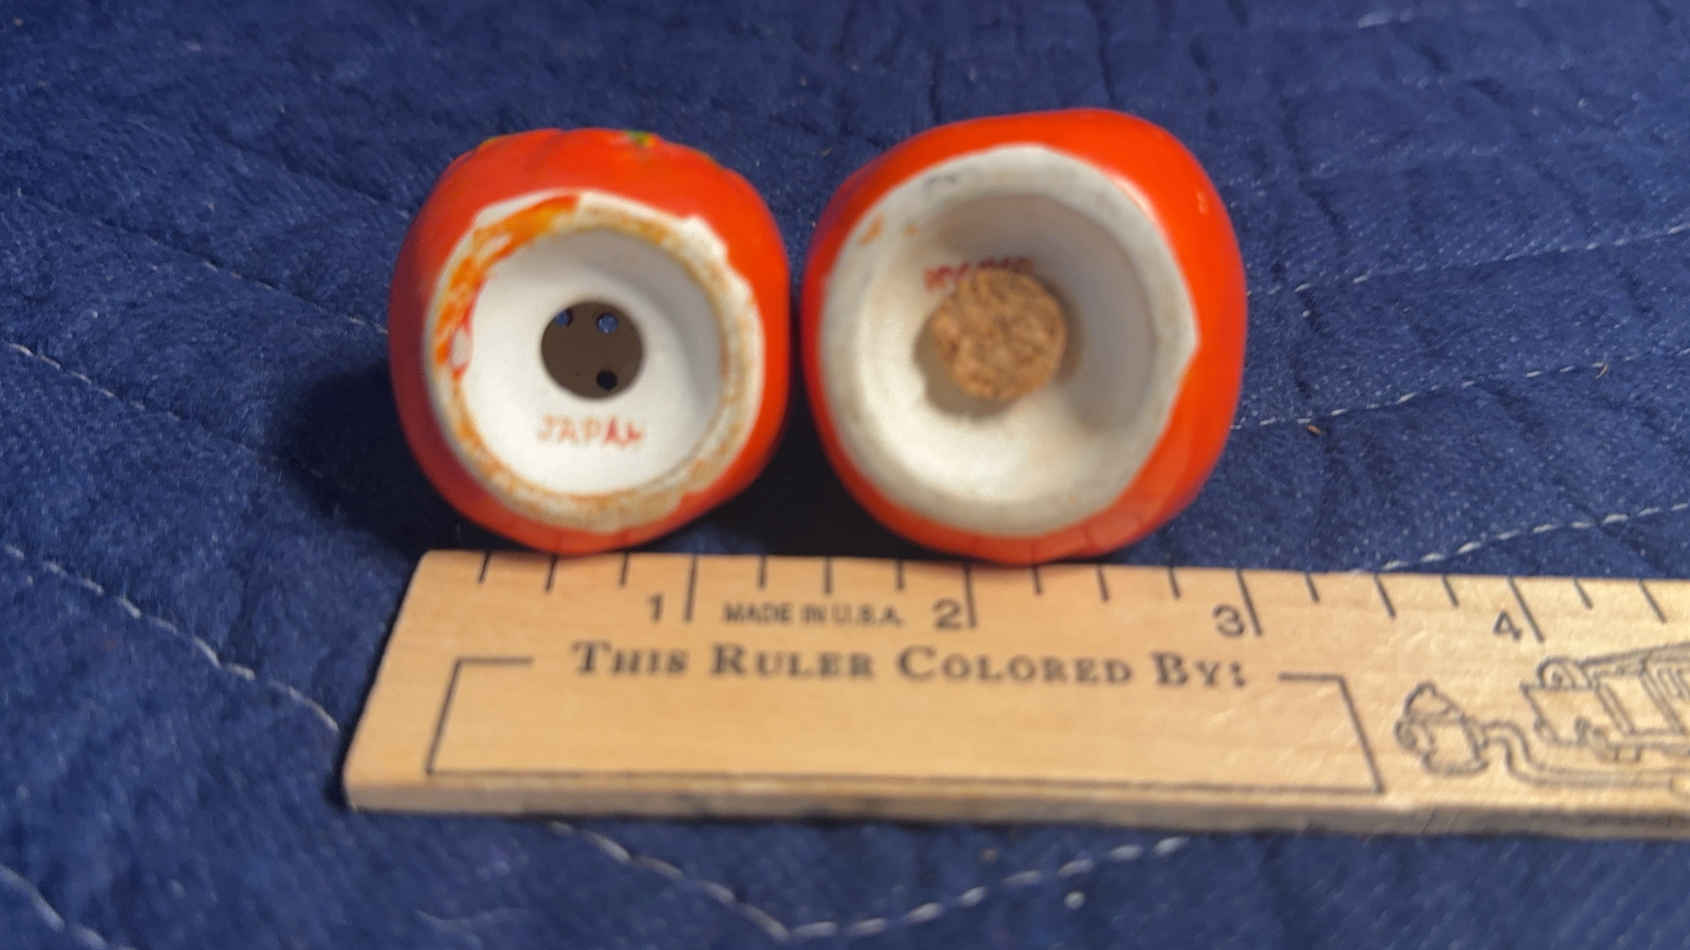 JAPAN
1 MADE IN U.S.A. 2 3 4
THIS RULER COLORED BY: